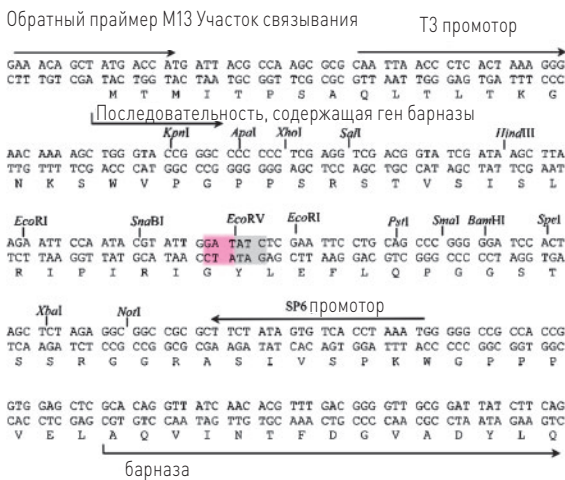 Обратный праймер М13 Участок связывания
Т3 промотор
GAA ACA GCT ATG ACC ATG ATT ACG CCA AGC GCG CAA TTA ACC CTC ACT AAA GGG
CTT TGT CGA TAC TGG TAC TAA TGC GGT TCG CGC GTT AAT TGG GAG TGA TTT CCC
M T M I T P S A Q L T L T K G
Последовательность, содержащая ген барназы
KpnI ApaI XhoI SalI HindIII
AAC AAA AGC TGG GTA CCG GGC CCC CCC TCG AGG TCG ACG GTA TCG ATA AGC TTA
TTG TTT TCG ACC CAT GGC CCG GGG GGG AGC TCC AGC TGC CAT AGC TAT TCG AAT
N K S W V P G P P S R S T V S I S L
EcoRI SnaBI EcoRV EcoRI PstI SmaI BamHI SpeI
AGA ATT CCA ATA CGT ATT GGA TAT CTC GAA TTC CTG CAG CCC GGG GGA TCC ACT
TCT TAA GGT TAT GCA TAA CCT ATA GAG CTT AAG GAC GTC GGG CCC CCT AGG TGA
R I P I R I G Y L E F L Q P G G S T
XbaI NotI SP6 промотор
AGC TCT AGA GGC GGC CGC GCT TCT ATA GTG TCA CCT AAA TGG GGG CCG CCA CCG
TCA AGA TCT CCG CCG GCG CGA AGA TAT CAC AGT GGA TTT ACC CCC GGC GGT GGC
S S R G G R A S I V S P K W G P P P
GTG GAG CTC GCA CAG GTT ATC AAC ACG TTT GAC GGG GTT GCG GAT TAT CTT CAG
CAC CTC GAG CGT GTC CAA TAG TTG TGC AAA CTG CCC CAA CGC CTA ATA GAA GTC
V E L A Q V I N T F D G V A D Y L Q
барназа